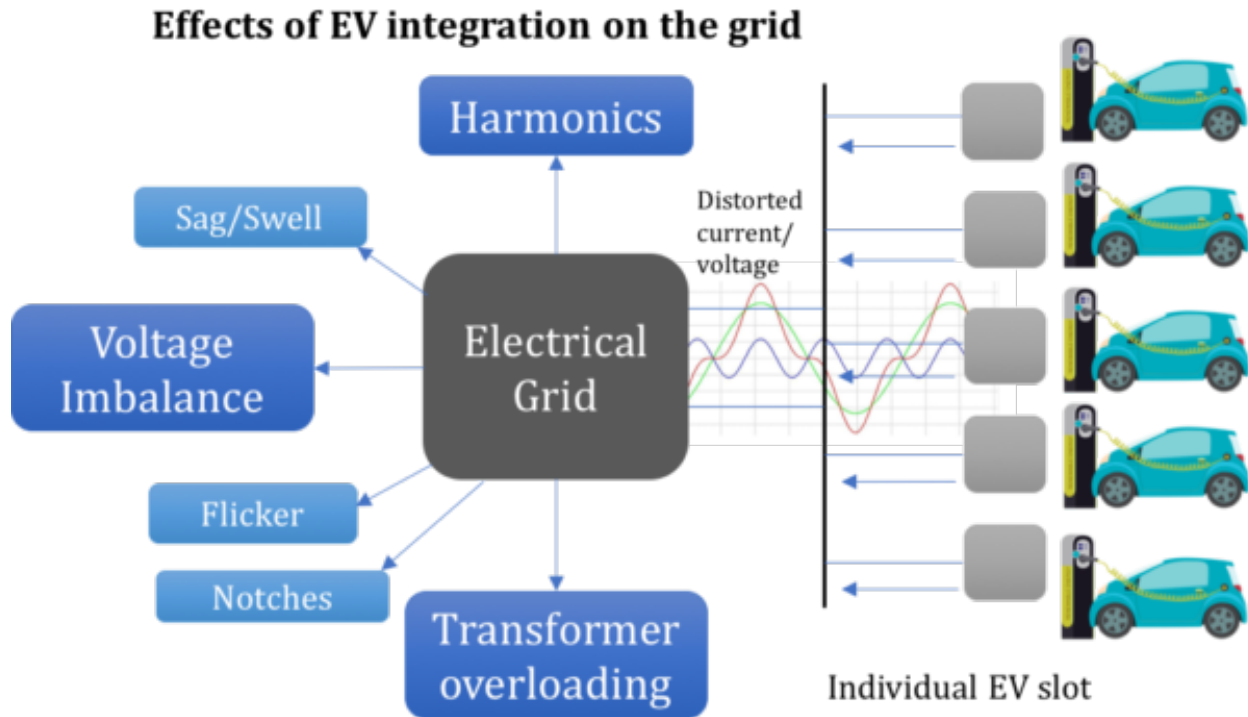 Effects of EV integration on the grid
Harmonics
Sag/Swell
Distorted
current/
voltage
Voltage
Imbalance
Electrical
Grid
Flicker
Notches
Transformer
overloading
Individual EV slot